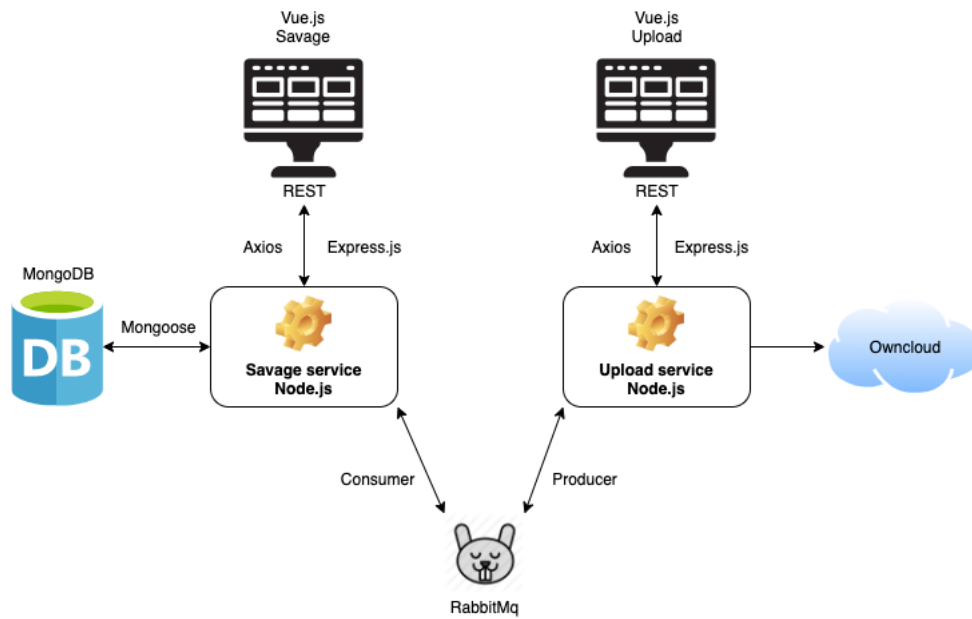 Vue.js
Savage
Vue.js
Upload
REST
REST
Axios
Express.js
Axios
Express.js
MongoDB
DB
Mongoose
Savage service
Node.js
Upload service
Node.js
Owncloud
Consumer
Producer
RabbitMq